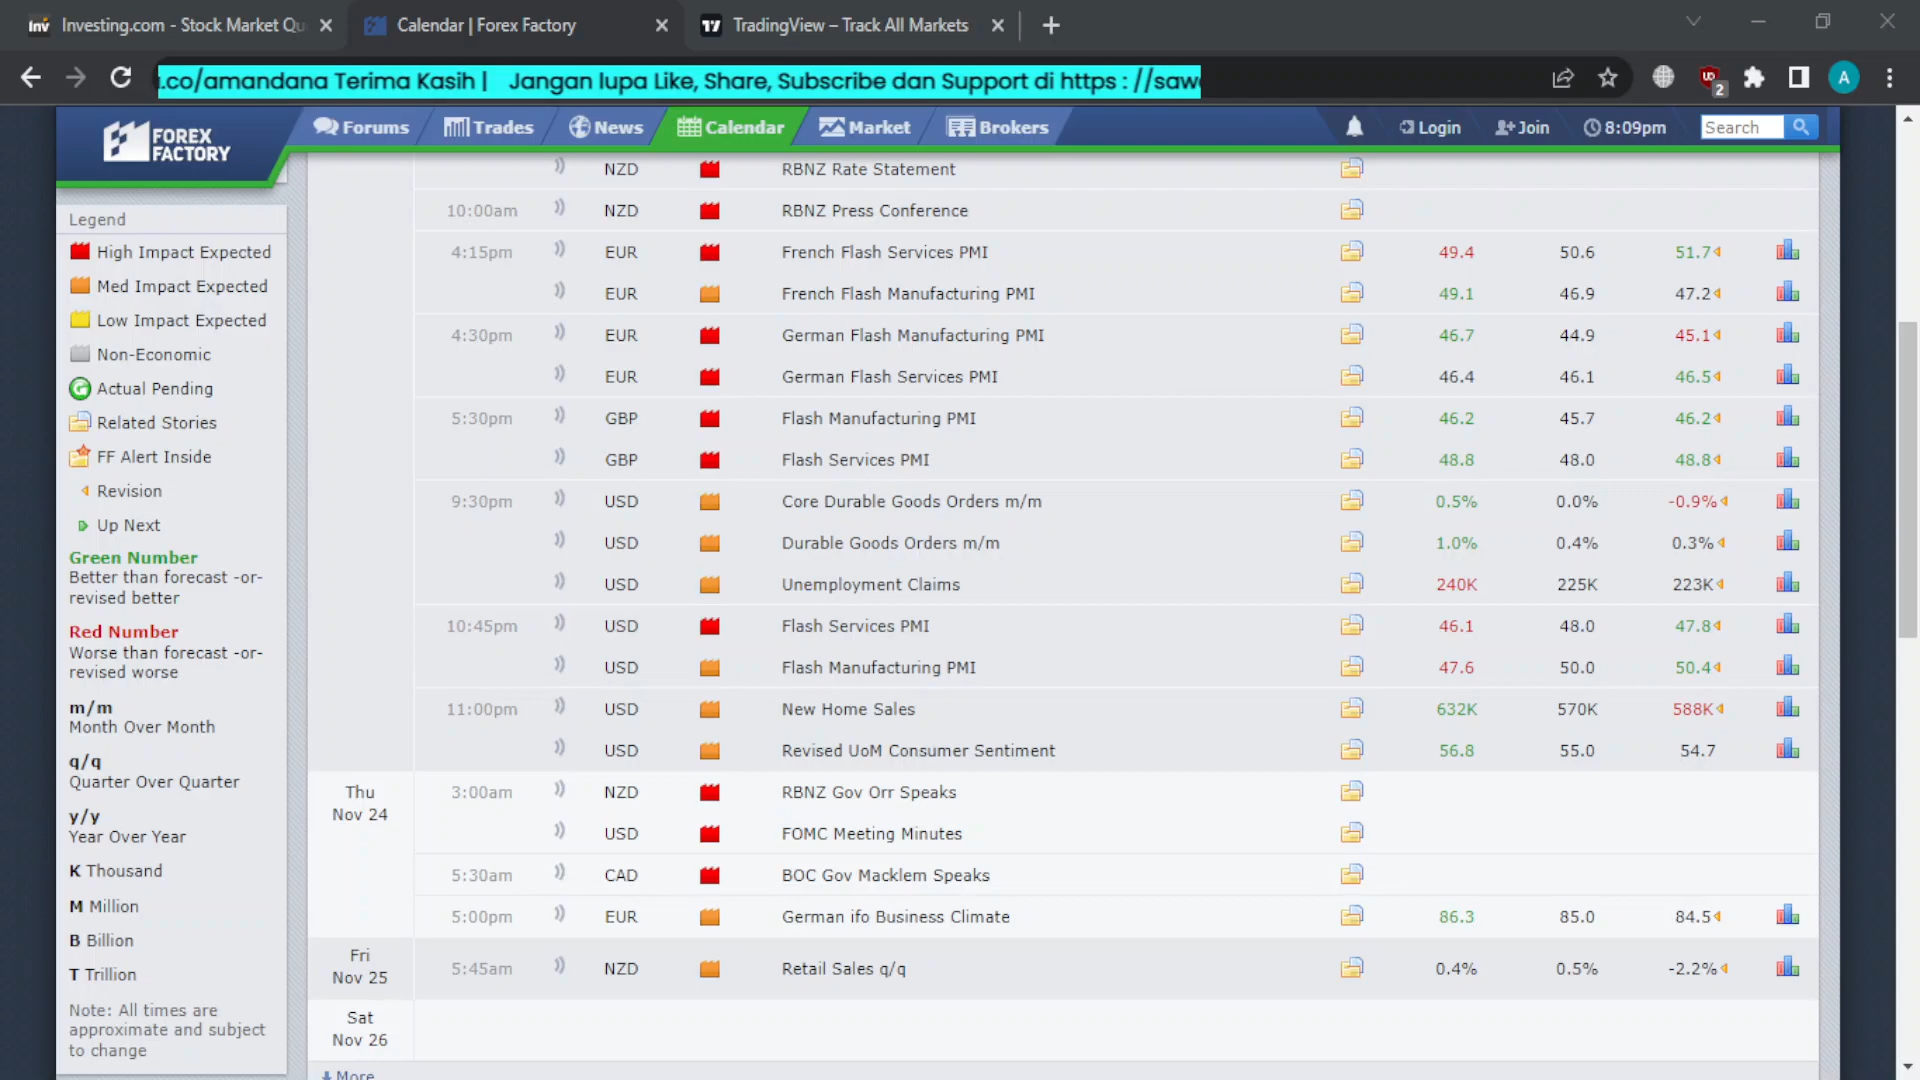 Investing.com - Stock Market Qu
Calendar | Forex Factory
TradingView – Track All Markets
.co/amandana Terima Kasih | Jangan lupa Like, Share, Subscribe dan Support di https : //saw
2
A
FOREX FACTORY
Forums
Trades
News
Calendar
Market
Brokers
Login
Join
8:09pm
Search
Legend
High Impact Expected
Med Impact Expected
Low Impact Expected
Non-Economic
Actual Pending
Related Stories
FF Alert Inside
Revision
Up Next
Green Number
Better than forecast -or-
revised better
Red Number
Worse than forecast -or-
revised worse
m/m
Month Over Month
q/q
Quarter Over Quarter
y/y
Year Over Year
K Thousand
M Million
B Billion
T Trillion
Note: All times are
approximate and subject
to change
NZD RBNZ Rate Statement
10:00am NZD RBNZ Press Conference
4:15pm EUR French Flash Services PMI 49.4 50.6 51.7
EUR French Flash Manufacturing PMI 49.1 46.9 47.2
4:30pm EUR German Flash Manufacturing PMI 46.7 44.9 45.1
EUR German Flash Services PMI 46.4 46.1 46.5
5:30pm GBP Flash Manufacturing PMI 46.2 45.7 46.2
GBP Flash Services PMI 48.8 48.0 48.8
9:30pm USD Core Durable Goods Orders m/m 0.5% 0.0% -0.9%
USD Durable Goods Orders m/m 1.0% 0.4% 0.3%
USD Unemployment Claims 240K 225K 223K
10:45pm USD Flash Services PMI 46.1 48.0 47.8
USD Flash Manufacturing PMI 47.6 50.0 50.4
11:00pm USD New Home Sales 632K 570K 588K
USD Revised UoM Consumer Sentiment 56.8 55.0 54.7
Thu Nov 24 3:00am NZD RBNZ Gov Orr Speaks
USD FOMC Meeting Minutes
5:30am CAD BOC Gov Macklem Speaks
5:00pm EUR German ifo Business Climate 86.3 85.0 84.5
Fri Nov 25 5:45am NZD Retail Sales q/q 0.4% 0.5% -2.2%
Sat Nov 26
More